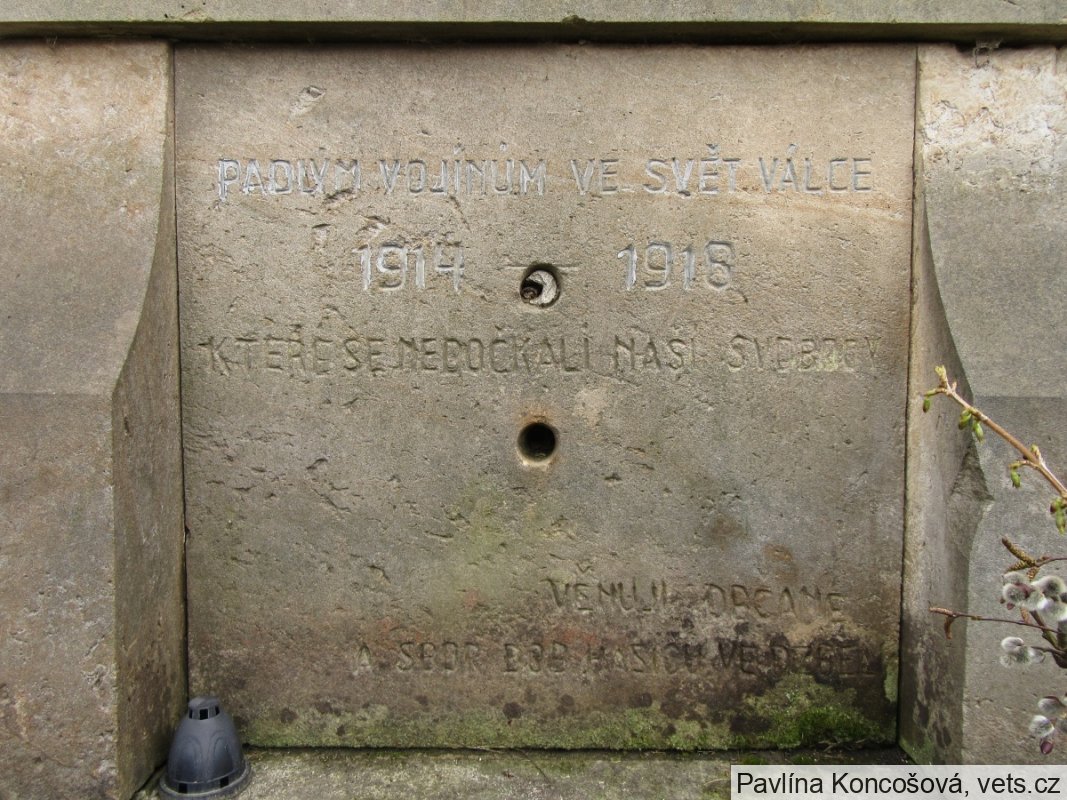 PADLÝM VOJÍNŮM VE SVĚT. VÁLCE
1914 1918
KTEŘÍ SE NEDOČKALI NAŠÍ SVOBODY
VĚNUJÍ OBČANÉ
A SBOR DOB. HASIČŮ VE
Pavlína Koncošová, vets.cz